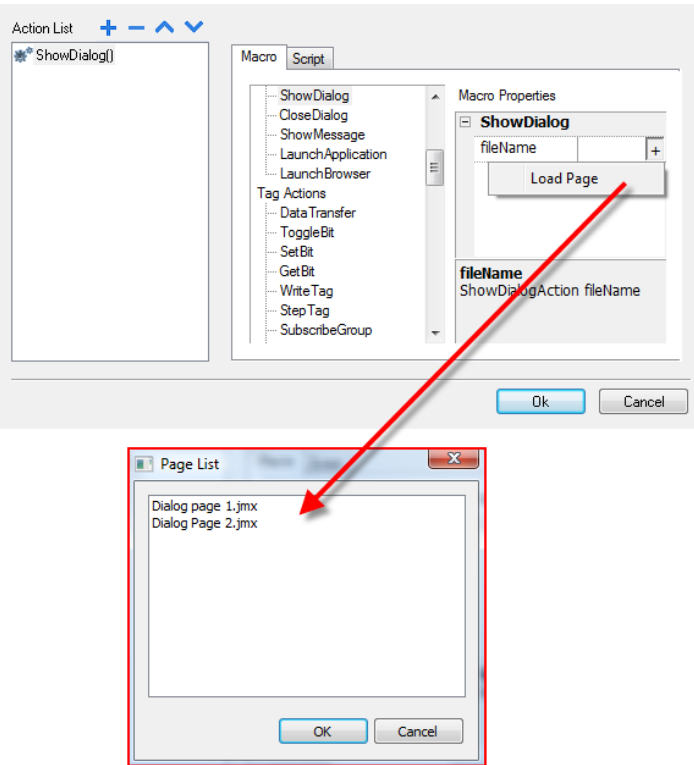 Action List
ShowDialog()
Macro
Script
ShowDialog
CloseDialog
ShowMessage
LaunchApplication
LaunchBrowser
Tag Actions
DataTransfer
ToggleBit
SetBit
GetBit
WriteTag
StepTag
SubscribeGroup
Macro Properties
ShowDialog
fileName
+
Load Page
fileName
ShowDialogAction fileName
Ok
Cancel
Page List
Dialog page 1.jmx
Dialog Page 2.jmx
OK
Cancel